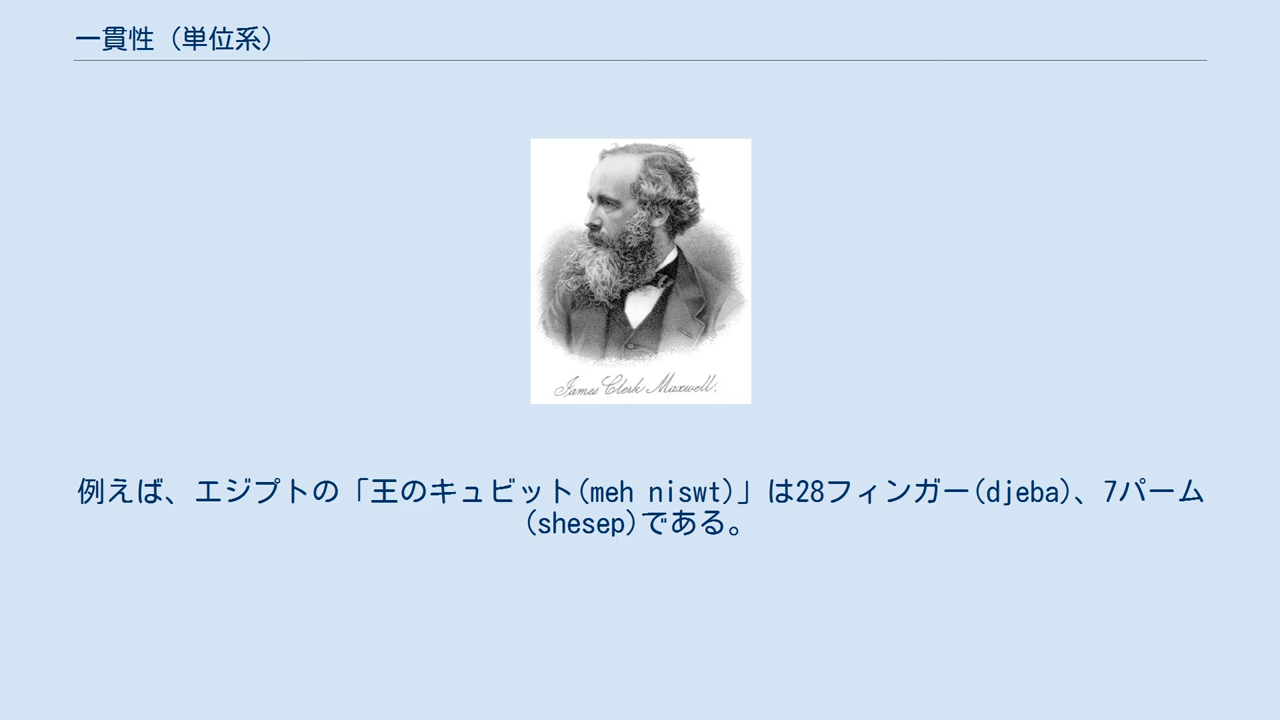 一貫性（単位系）
James Clerk Maxwell.
例えば、エジプトの「王のキュビット(meh niswt)」は28フィンガー(djeba)、7パーム
(shesep)である。